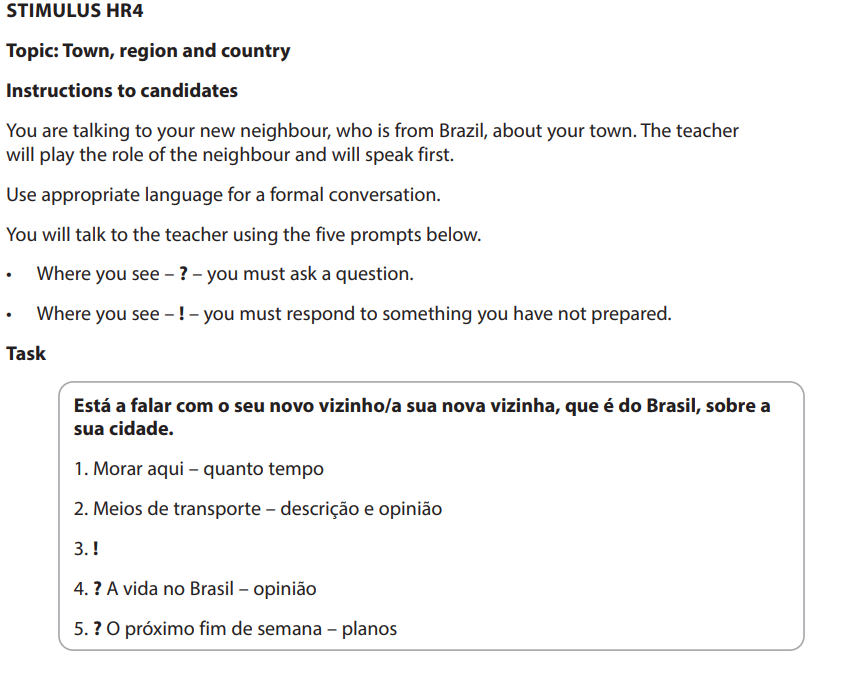 STIMULUS HR4
Topic: Town, region and country
Instructions to candidates
You are talking to your new neighbour, who is from Brazil, about your town. The teacher
will play the role of the neighbour and will speak first.
Use appropriate language for a formal conversation.
You will talk to the teacher using the five prompts below.
• Where you see – ? – you must ask a question.
• Where you see – ! – you must respond to something you have not prepared.
Task
Está a falar com o seu novo vizinho/a sua nova vizinha, que é do Brasil, sobre a
sua cidade.
1. Morar aqui – quanto tempo
2. Meios de transporte – descrição e opinião
3. !
4. ? A vida no Brasil – opinião
5. ? O próximo fim de semana – planos